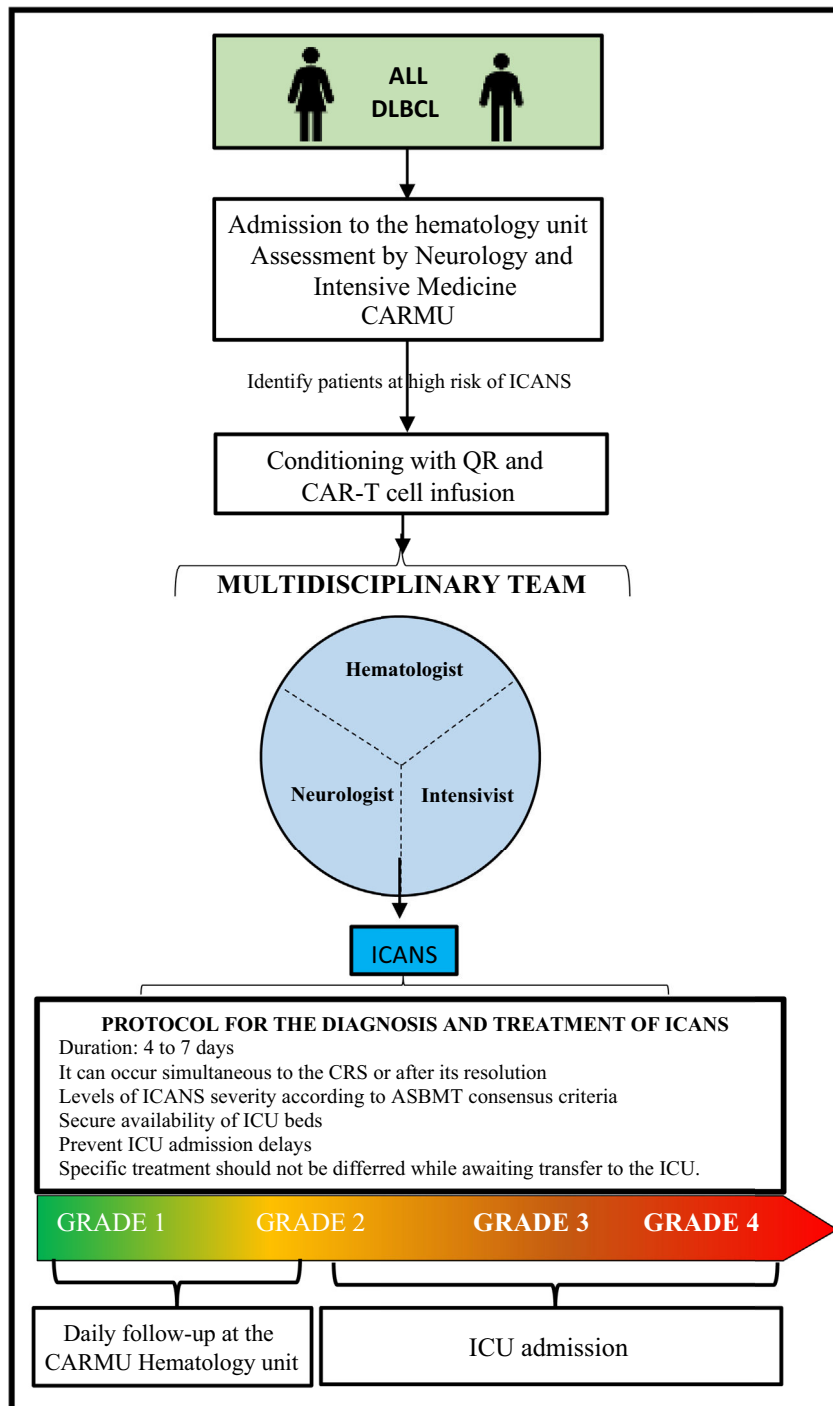 ALL
DLBCL
Admission to the hematology unit
Assessment by Neurology and
Intensive Medicine
CARMU
Identify patients at high risk of ICANS
Conditioning with QR and
CAR-T cell infusion
MULTIDISCIPLINARY TEAM
Hematologist
Neurologist
Intensivist
ICANS
PROTOCOL FOR THE DIAGNOSIS AND TREATMENT OF ICANS
Duration: 4 to 7 days
It can occur simultaneous to the CRS or after its resolution
Levels of ICANS severity according to ASBMT consensus criteria
Secure availability of ICU beds
Prevent ICU admission delays
Specific treatment should not be differred while awaiting transfer to the ICU.
GRADE 1
GRADE 2
GRADE 3
GRADE 4
Daily follow-up at the
CARMU Hematology unit
ICU admission